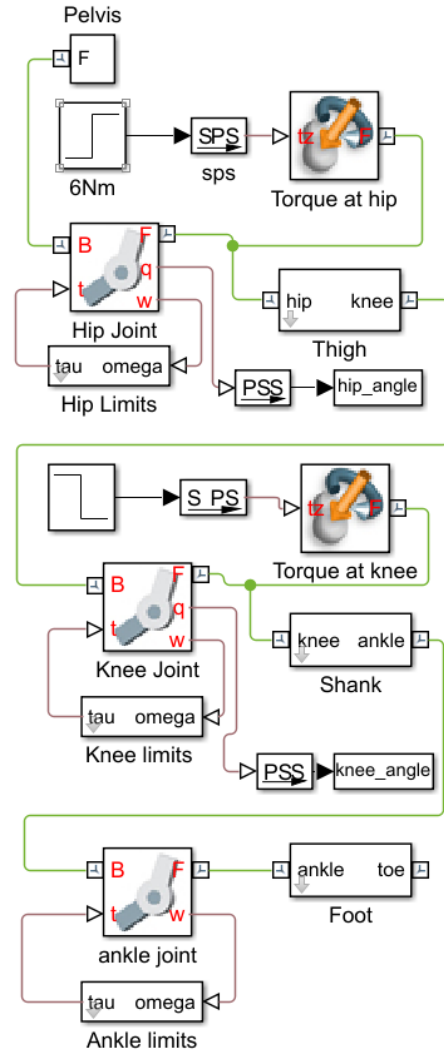 Pelvis
F
6Nm
SPS
sps
tz F
Torque at hip
B F
t q
w
Hip Joint
hip knee
Thigh
tau omega
Hip Limits
PSS
hip_angle
S PS
tz F
Torque at knee
B F
t q
w
Knee Joint
knee ankle
Shank
tau omega
Knee limits
PSS
knee_angle
B F
t w
ankle joint
ankle toe
Foot
tau omega
Ankle limits